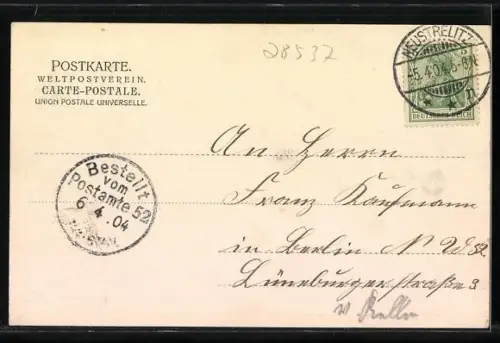 28537
POSTKARTE.
WELTPOSTVEREIN.
CARTE-POSTALE.
UNION POSTALE UNIVERSELLE.
NEUSTRELITZ
5.4.04.
DEUTSCHES REICH
Bestellt
vom
Postamte 52
6 4 .04
An Herrn
Franz Kaufmann
in Berlin N W 52
Lüneburgerstraße 3